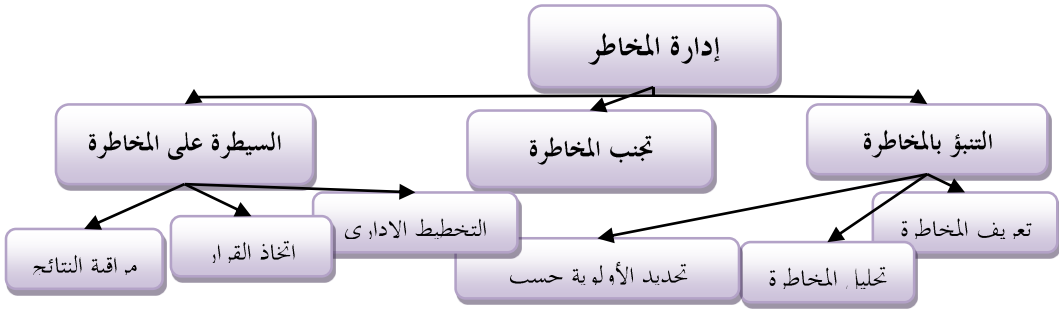 إدارة المخاطر
التنبؤ بالمخاطرة
تجنب المخاطرة
السيطرة على المخاطرة
تعريف المخاطرة
تحليل المخاطرة
تحديد الأولوية حسب
التخطيط الادارى
اتخاذ القرار
مراقبة النتائج